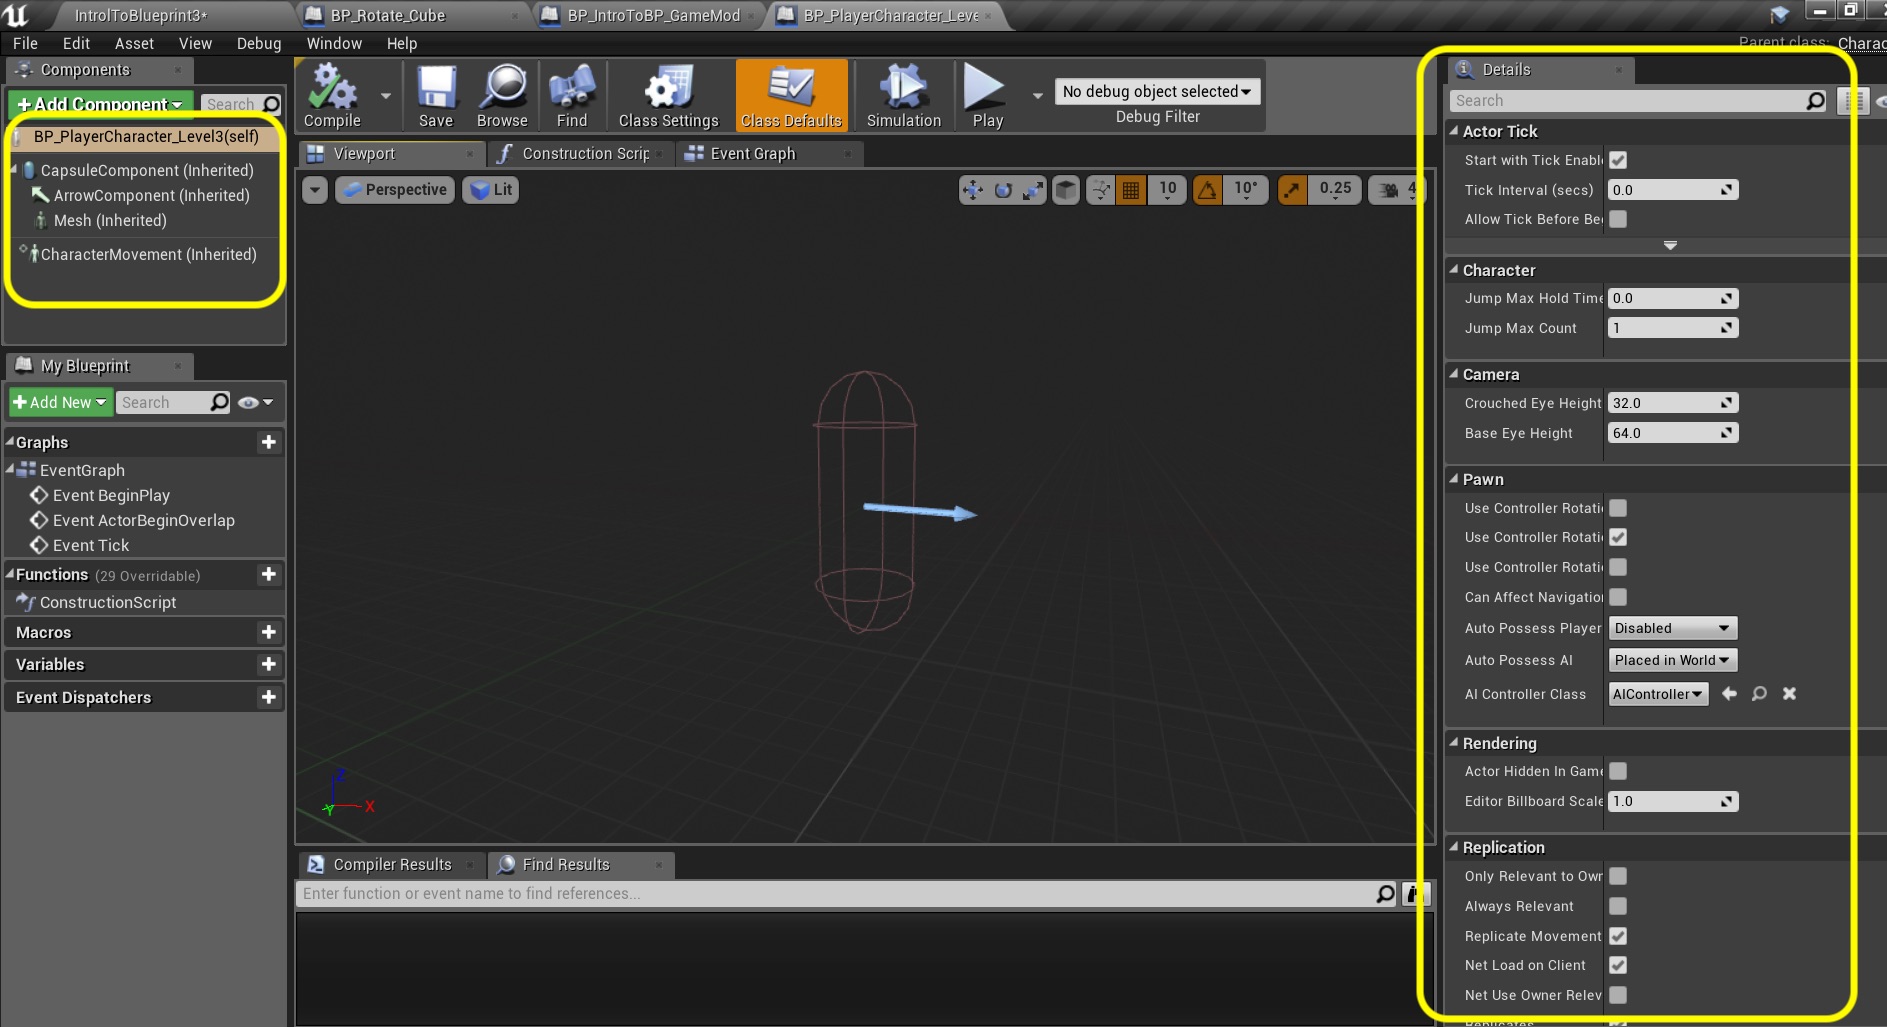 IntrolToBlueprint3*
BP_Rotate_Cube
BP_IntroToBP_GameMod
BP_PlayerCharacter_Leve
File Edit Asset View Debug Window Help
Parent class: Charac
Components
+Add Component
Search
BP_PlayerCharacter_Level3(self)
CapsuleComponent (Inherited)
ArrowComponent (Inherited)
Mesh (Inherited)
CharacterMovement (Inherited)
My Blueprint
+Add New
Search
Graphs
EventGraph
Event BeginPlay
Event ActorBeginOverlap
Event Tick
Functions (29 Overridable)
ConstructionScript
Macros
Variables
Event Dispatchers
Compile
Save
Browse
Find
Class Settings
Class Defaults
Simulation
Play
No debug object selected
Debug Filter
Viewport
Construction Scrip
Event Graph
Perspective
Lit
10
10°
0.25
4
Z
Y
X
Compiler Results
Find Results
Enter function or event name to find references...
Details
Search
Actor Tick
Start with Tick Enabl
Tick Interval (secs) 0.0
Allow Tick Before Be
Character
Jump Max Hold Time 0.0
Jump Max Count 1
Camera
Crouched Eye Height 32.0
Base Eye Height 64.0
Pawn
Use Controller Rotati
Use Controller Rotati
Use Controller Rotati
Can Affect Navigation
Auto Possess Player Disabled
Auto Possess AI Placed in World
AI Controller Class AIController
Rendering
Actor Hidden In Game
Editor Billboard Scale 1.0
Replication
Only Relevant to Own
Always Relevant
Replicate Movement
Net Load on Client
Net Use Owner Relev
Replicates